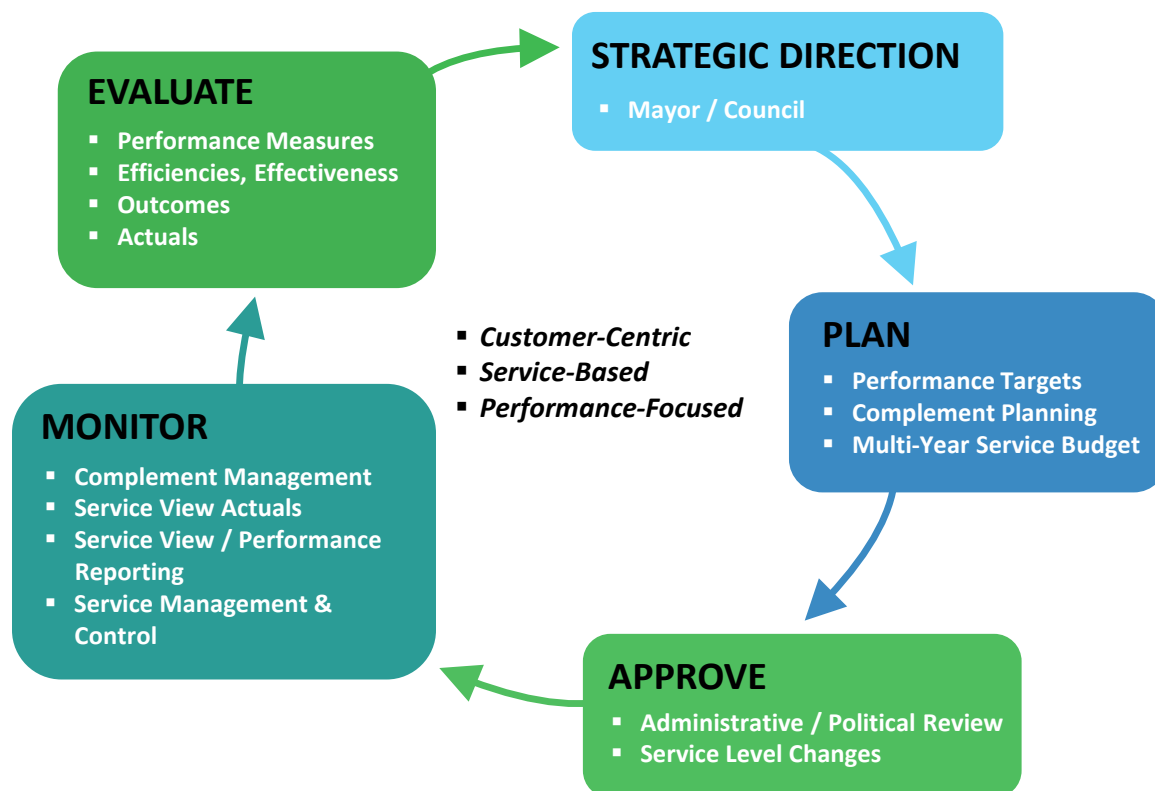 STRATEGIC DIRECTION
▪ Mayor / Council
PLAN
▪ Performance Targets
▪ Complement Planning
▪ Multi-Year Service Budget
APPROVE
▪ Administrative / Political Review
▪ Service Level Changes
MONITOR
▪ Complement Management
▪ Service View Actuals
▪ Service View / Performance
Reporting
▪ Service Management &
Control
EVALUATE
▪ Performance Measures
▪ Efficiencies, Effectiveness
▪ Outcomes
▪ Actuals
▪ Customer-Centric
▪ Service-Based
▪ Performance-Focused